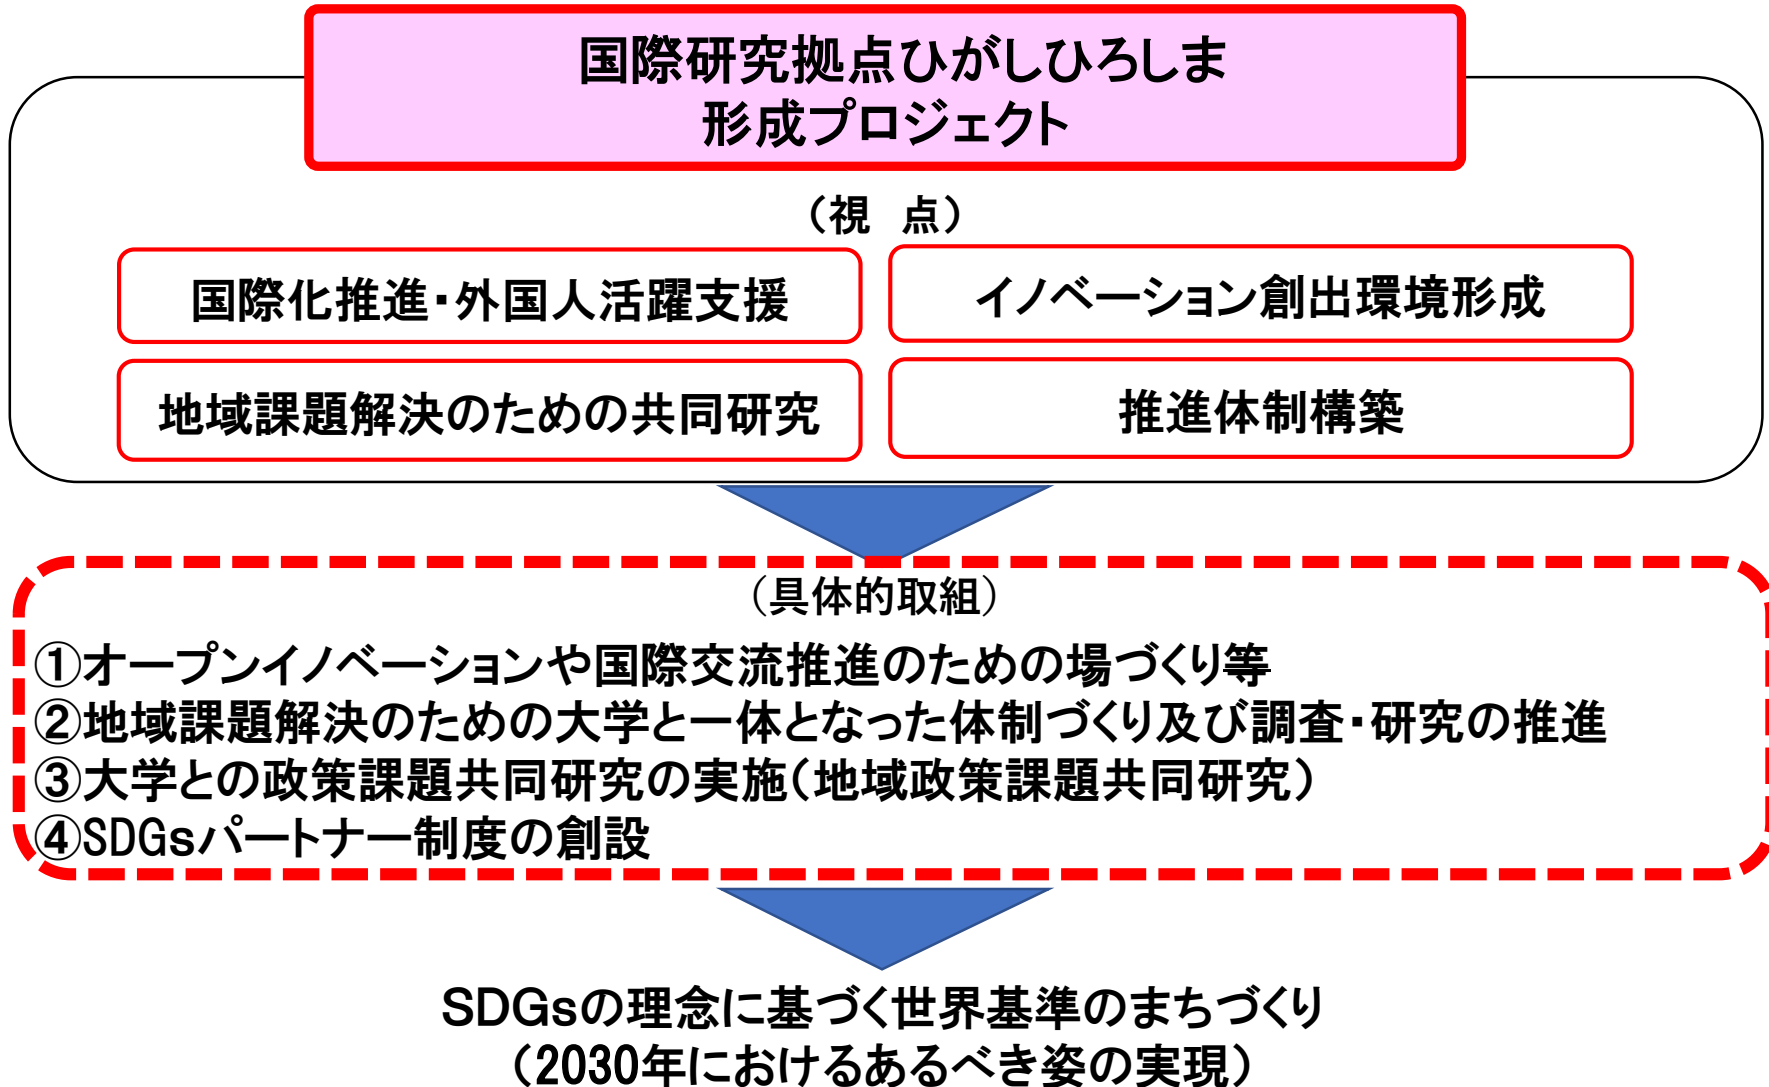 国際研究拠点ひがしひろしま
形成プロジェクト
（視　点）
国際化推進・外国人活躍支援
イノベーション創出環境形成
地域課題解決のための共同研究
推進体制構築
（具体的取組）
①オープンイノベーションや国際交流推進のための場づくり等
②地域課題解決のための大学と一体となった体制づくり及び調査・研究の推進
③大学との政策課題共同研究の実施（地域政策課題共同研究）
④SDGsパートナー制度の創設
SDGsの理念に基づく世界基準のまちづくり
（2030年におけるあるべき姿の実現）